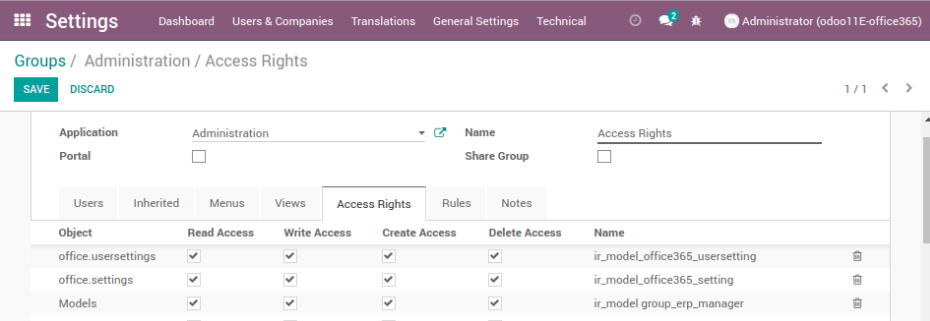 Settings Dashboard Users & Companies Translations General Settings Technical 2 Administrator (odoo11E-office365)
Groups / Administration / Access Rights
SAVE DISCARD 1 / 1
Application Administration Name Access Rights
Portal Share Group
Users Inherited Menus Views Access Rights Rules Notes
Object Read Access Write Access Create Access Delete Access Name
office.usersettings ir_model_office365_usersetting
office.settings ir_model_office365_setting
Models ir_model group_erp_manager